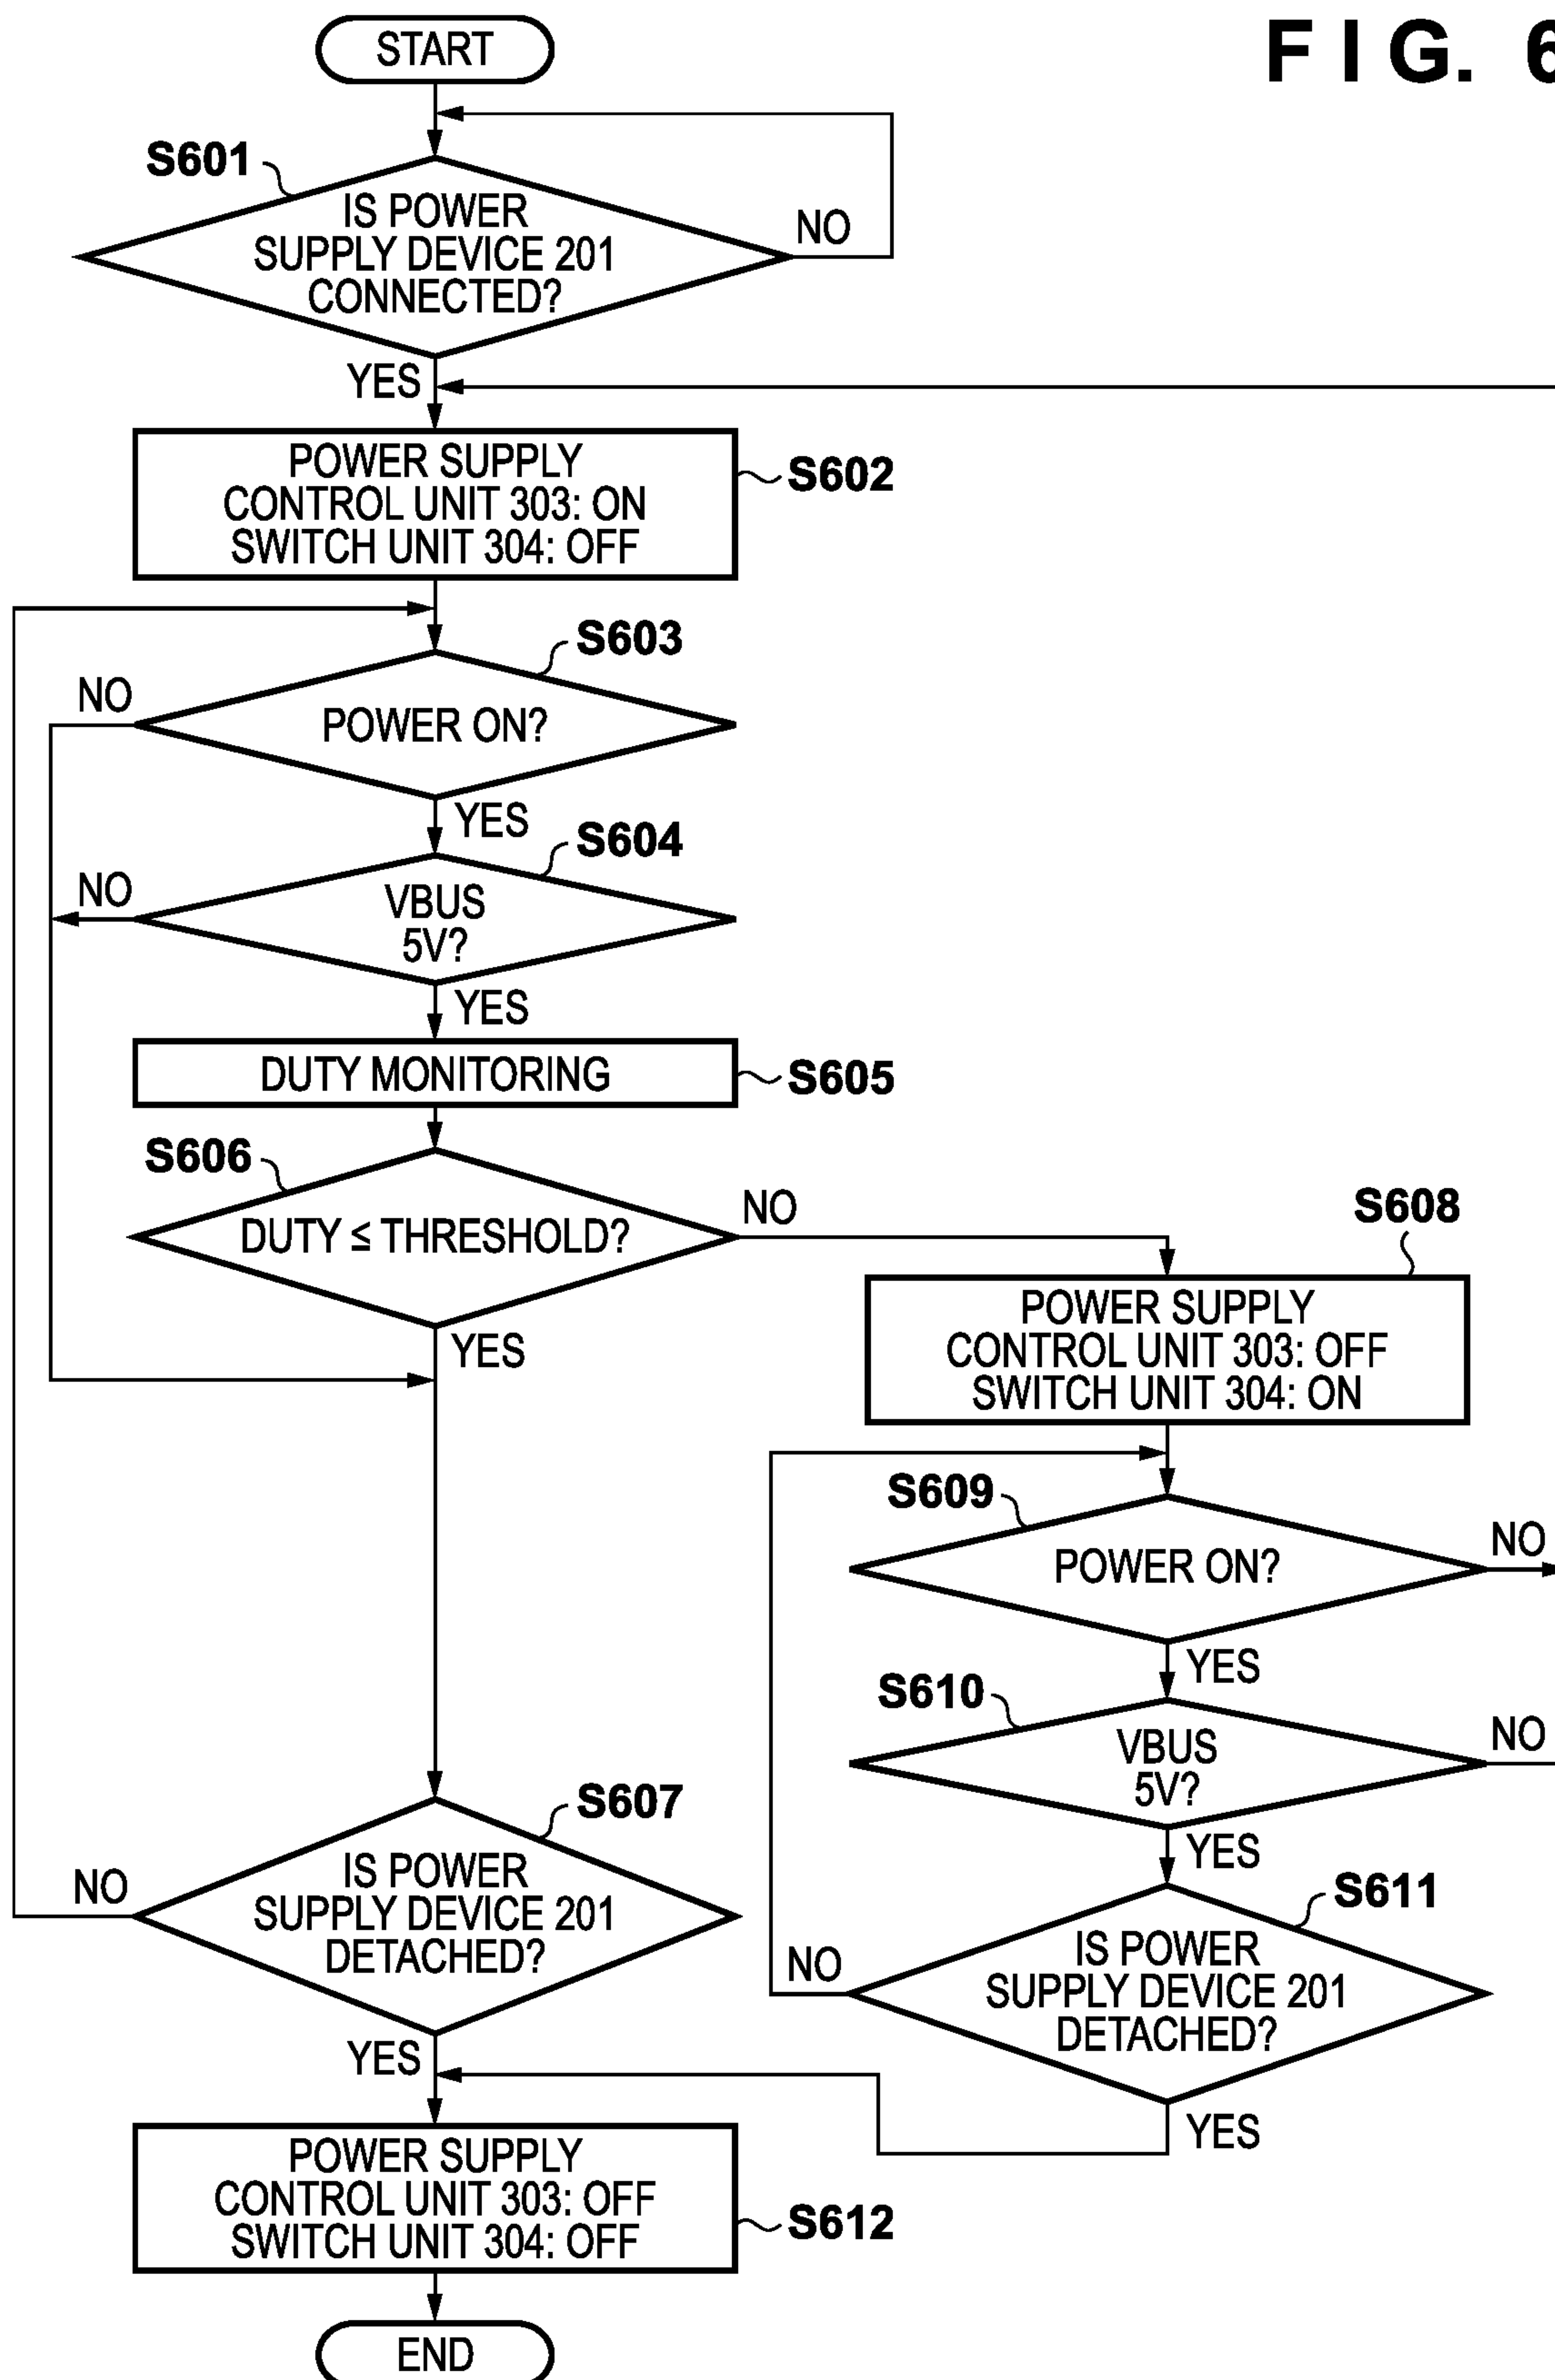 FIG. 6
START
S601
IS POWER
SUPPLY DEVICE 201
CONNECTED?
NO
YES
POWER SUPPLY
CONTROL UNIT 303: ON
SWITCH UNIT 304: OFF
S602
S603
NO
POWER ON?
YES
S604
NO
VBUS
5V?
YES
DUTY MONITORING
S605
S606
DUTY ≤ THRESHOLD?
NO
YES
S608
POWER SUPPLY
CONTROL UNIT 303: OFF
SWITCH UNIT 304: ON
S609
POWER ON?
NO
YES
S610
VBUS
5V?
NO
YES
S607
IS POWER
SUPPLY DEVICE 201
DETACHED?
NO
YES
S611
IS POWER
SUPPLY DEVICE 201
DETACHED?
NO
YES
POWER SUPPLY
CONTROL UNIT 303: OFF
SWITCH UNIT 304: OFF
S612
END